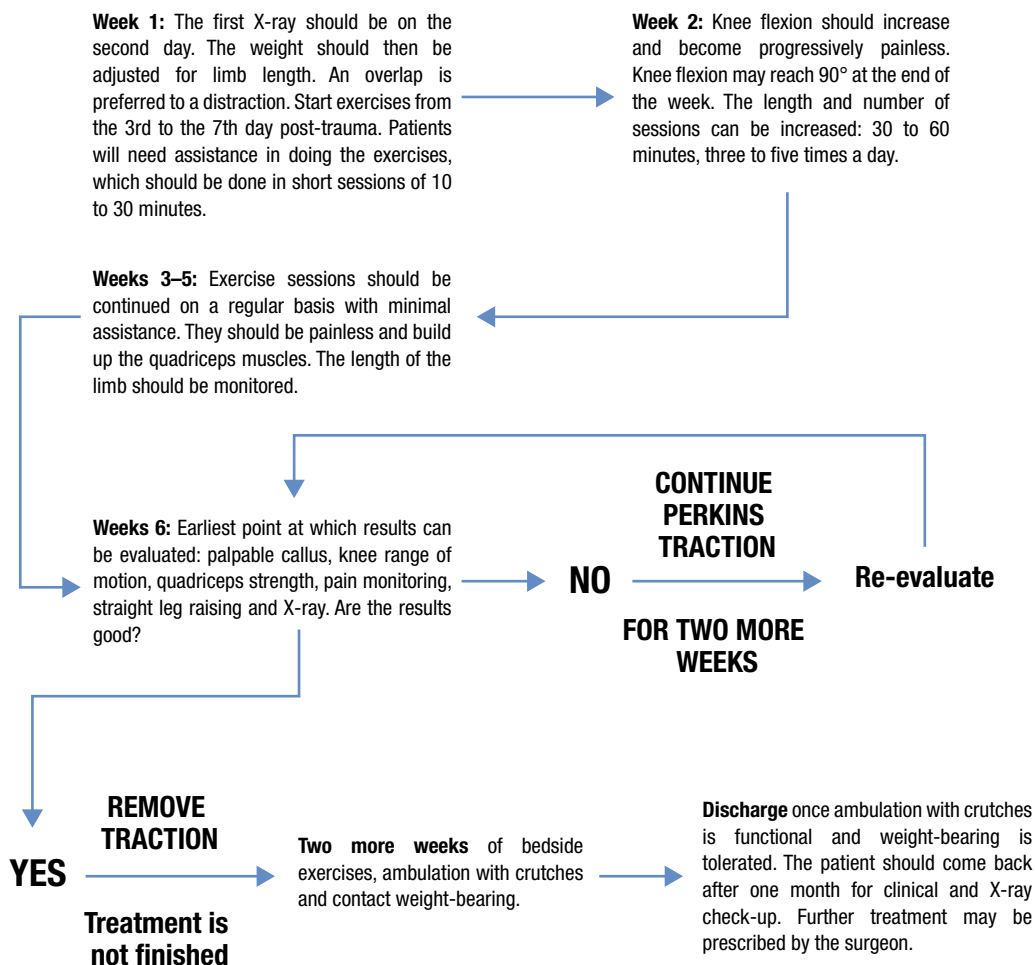 Week 1: The first X-ray should be on the
second day. The weight should then be
adjusted for limb length. An overlap is
preferred to a distraction. Start exercises from
the 3rd to the 7th day post-trauma. Patients
will need assistance in doing the exercises,
which should be done in short sessions of 10
to 30 minutes.
Week 2: Knee flexion should increase
and become progressively painless.
Knee flexion may reach 90° at the end of
the week. The length and number of
sessions can be increased: 30 to 60
minutes, three to five times a day.
Weeks 3–5: Exercise sessions should be
continued on a regular basis with minimal
assistance. They should be painless and build
up the quadriceps muscles. The length of the
limb should be monitored.
Weeks 6: Earliest point at which results can
be evaluated: palpable callus, knee range of
motion, quadriceps strength, pain monitoring,
straight leg raising and X-ray. Are the results
good?
NO
CONTINUE
PERKINS
TRACTION
FOR TWO MORE
WEEKS
Re-evaluate
YES
REMOVE
TRACTION
Treatment is
not finished
Two more weeks of bedside
exercises, ambulation with crutches
and contact weight-bearing.
Discharge once ambulation with crutches
is functional and weight-bearing is
tolerated. The patient should come back
after one month for clinical and X-ray
check-up. Further treatment may be
prescribed by the surgeon.